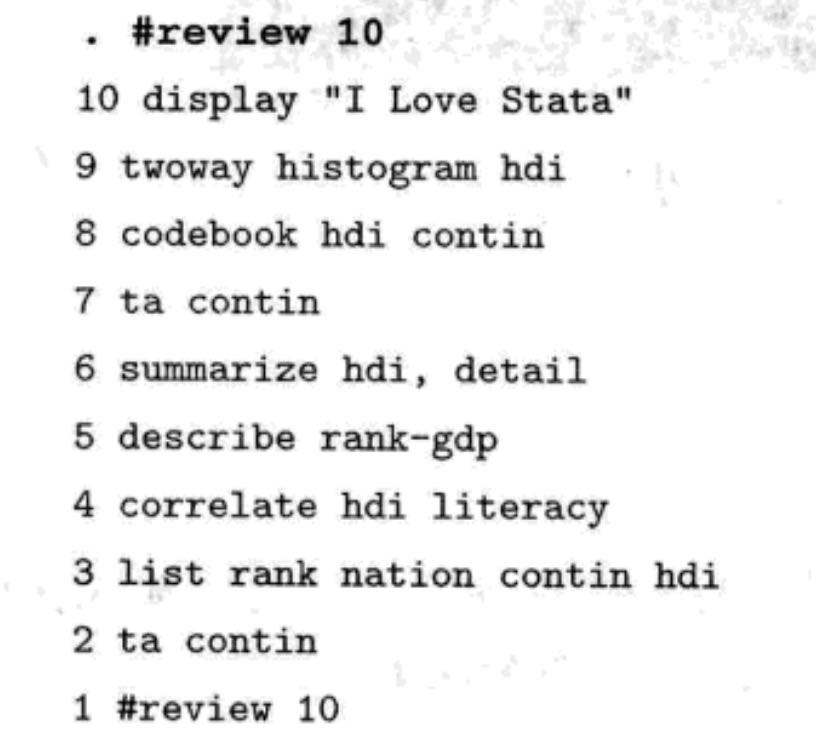 . #review 10
10 display "I Love Stata"
9 twoway histogram hdi
8 codebook hdi contin
7 ta contin
6 summarize hdi, detail
5 describe rank-gdp
4 correlate hdi literacy
3 list rank nation contin hdi
2 ta contin
1 #review 10